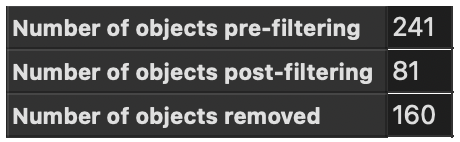 Number of objects pre-filtering 241
Number of objects post-filtering 81
Number of objects removed 160